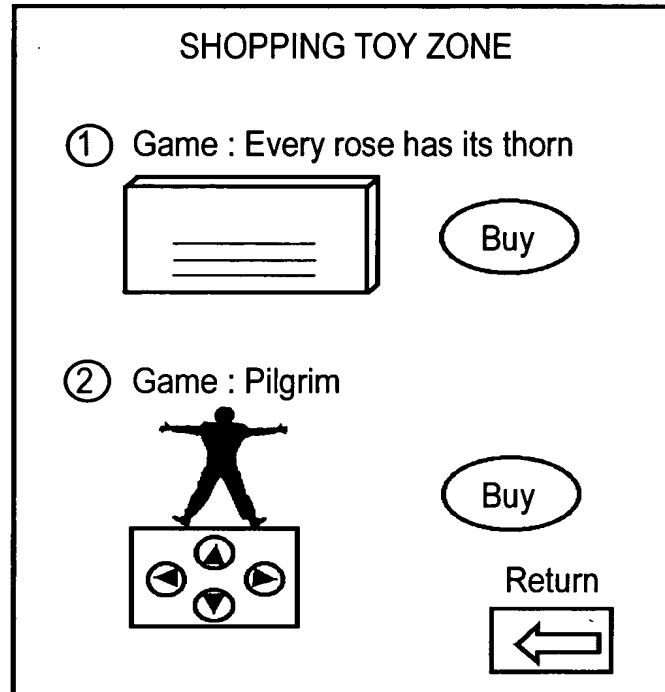 SHOPPING TOY ZONE
1 Game : Every rose has its thorn
Buy
2 Game : Pilgrim
Buy
Return